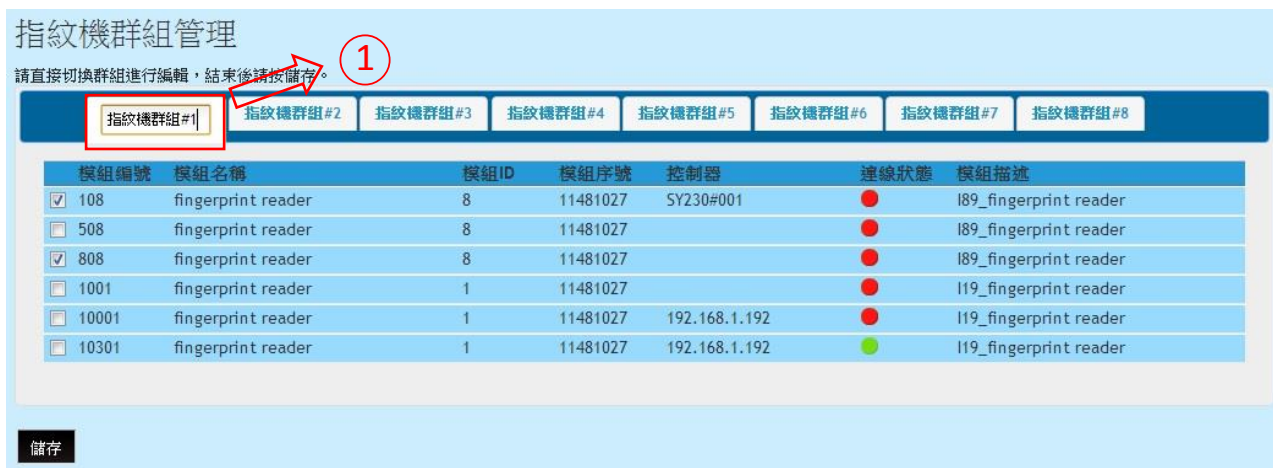 指紋機群組管理
1
請直接切換群組進行編輯，結束後請按儲存。
指紋機群組#1 指紋機群組#2 指紋機群組#3 指紋機群組#4 指紋機群組#5 指紋機群組#6 指紋機群組#7 指紋機群組#8
模組編號 模組名稱 模組ID 模組序號 控制器 連線狀態 模組描述
108 fingerprint reader 8 11481027 SY230#001 I89_fingerprint reader
508 fingerprint reader 8 11481027 I89_fingerprint reader
808 fingerprint reader 8 11481027 I89_fingerprint reader
1001 fingerprint reader 1 11481027 I19_fingerprint reader
10001 fingerprint reader 1 11481027 192.168.1.192 I19_fingerprint reader
10301 fingerprint reader 1 11481027 192.168.1.192 I19_fingerprint reader
儲存